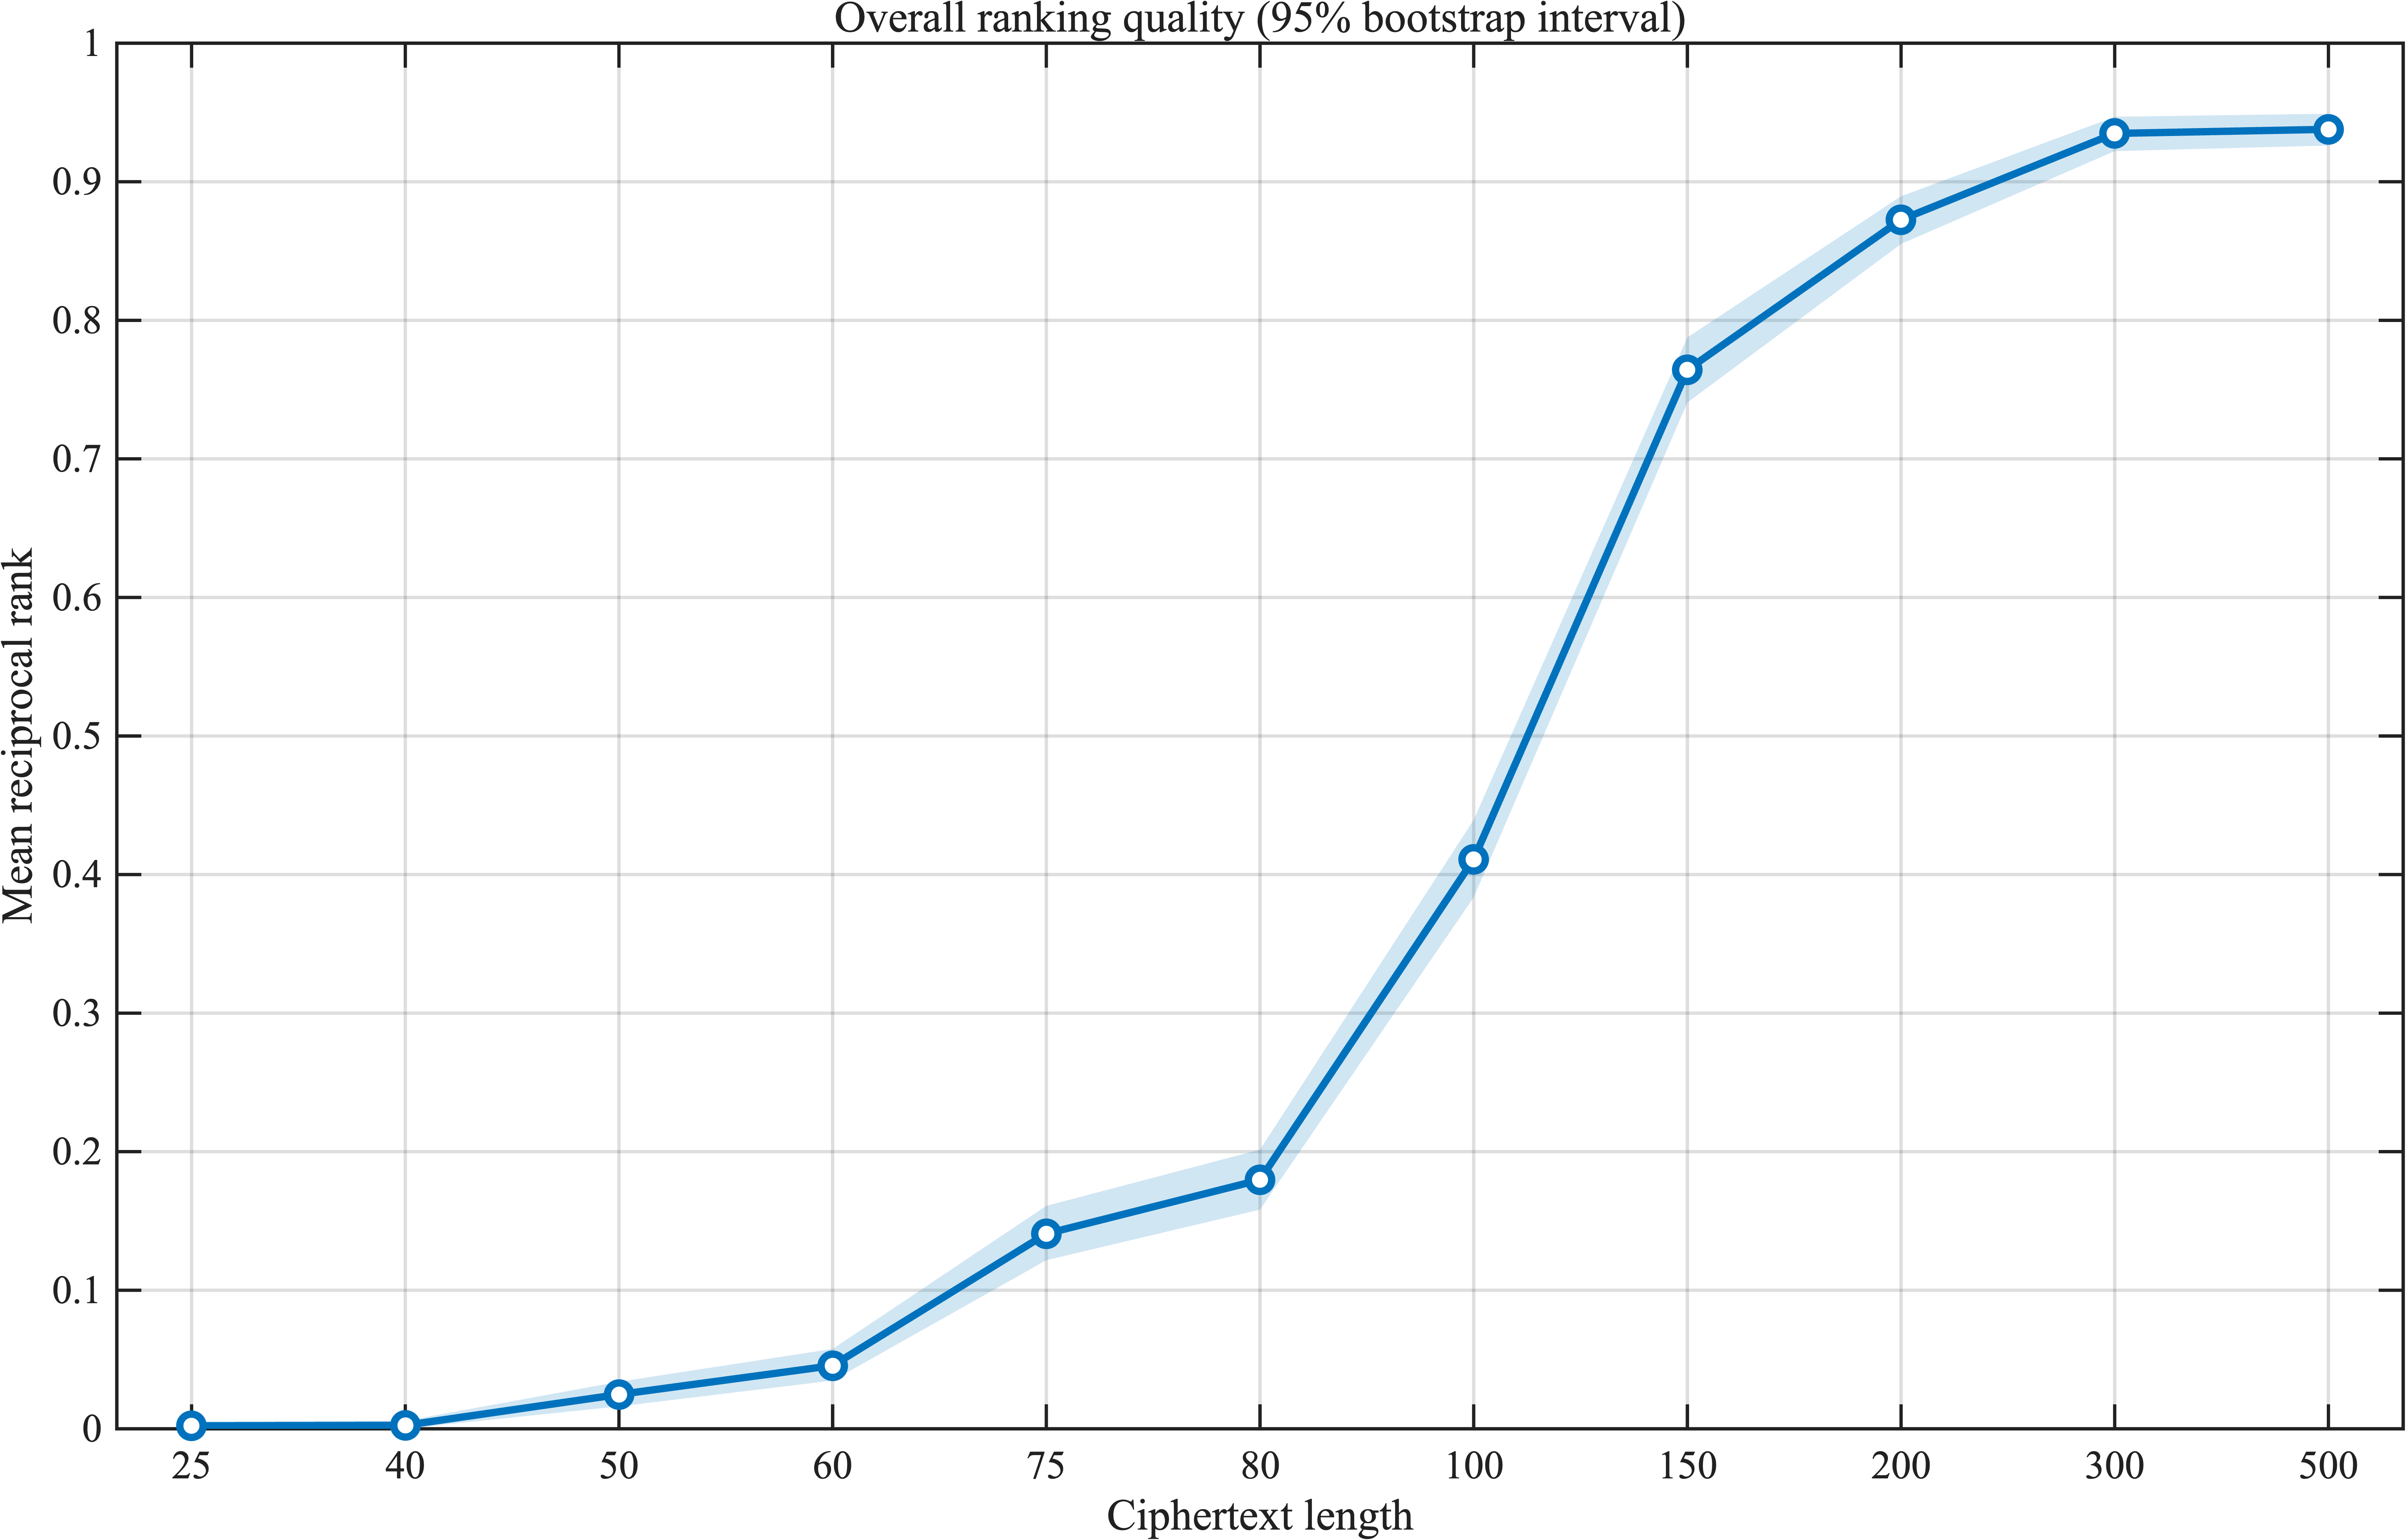 Overall ranking quality (95% bootstrap interval)
Mean reciprocal rank
1
0.9
0.8
0.7
0.6
0.5
0.4
0.3
0.2
0.1
0
25 40 50 60 75 80 100 150 200 300 500
Ciphertext length